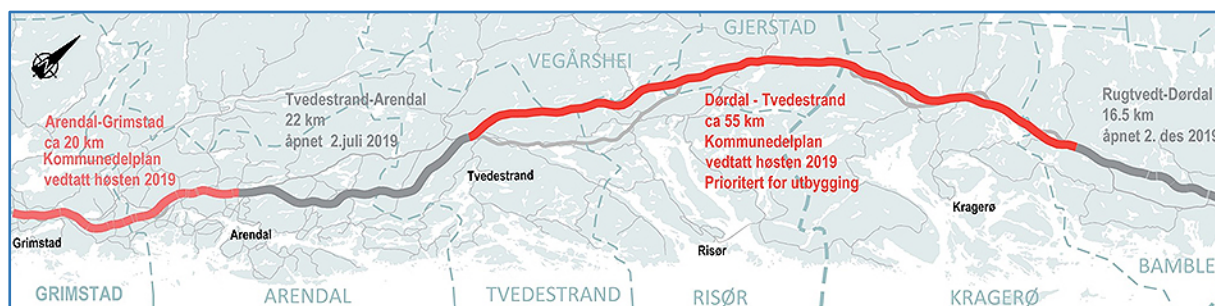 GJERSTAD
VEGÅRSHEI
Tvedestrand-Arendal
22 km
åpnet 2.juli 2019
Arendal-Grimstad
ca 20 km
Kommunedelplan
vedtatt høsten 2019
Dørdal - Tvedestrand
ca 55 km
Kommunedelplan
vedtatt høsten 2019
Prioritert for utbygging
Rugtvedt-Dørdal
16.5 km
åpnet 2. des 2019
Tvedestrand
Kragerø
Arendal
Grimstad
Risør
BAMBLE
GRIMSTAD
ARENDAL
TVEDESTRAND
RISØR
KRAGERØ